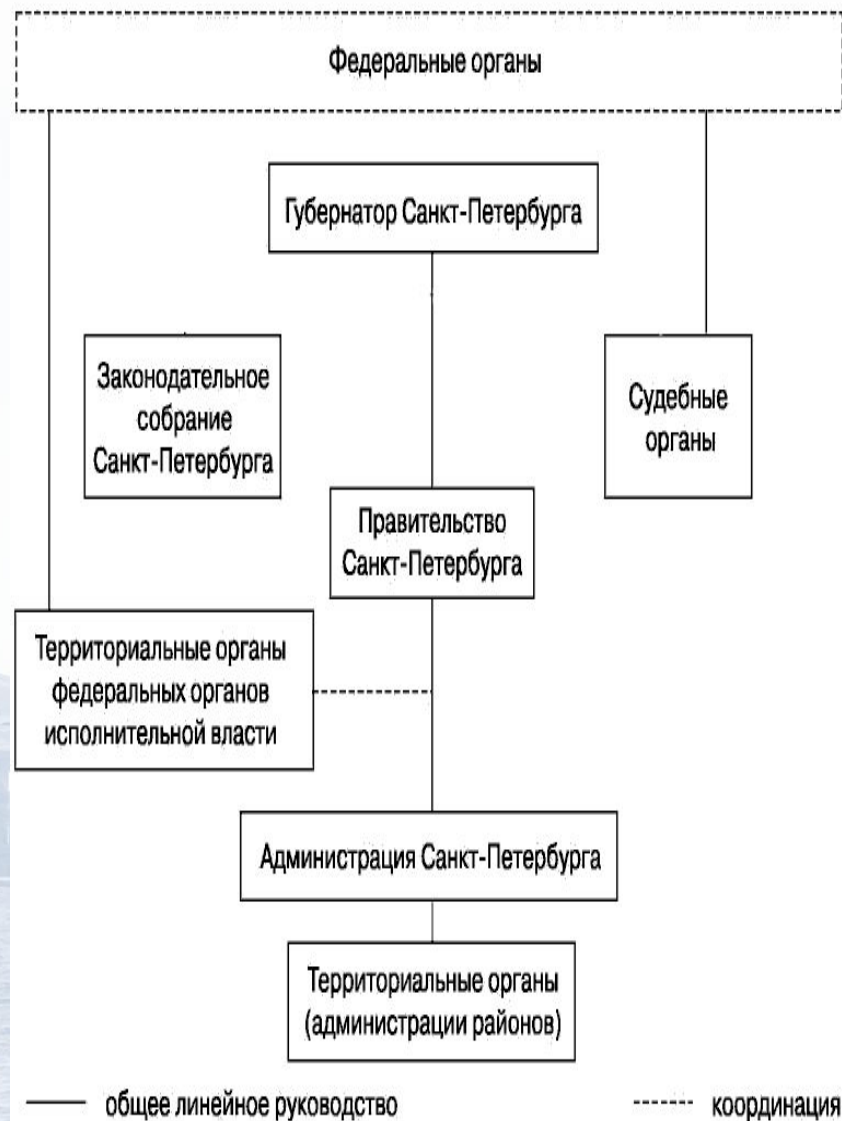 Федеральные органы
Губернатор Санкт-Петербурга
Законодательное
собрание
Санкт-Петербурга
Судебные
органы
Правительство
Санкт-Петербурга
Территориальные органы
федеральных органов
исполнительной власти
Администрация Санкт-Петербурга
Территориальные органы
(администрации районов)
общее линейное руководство
координация